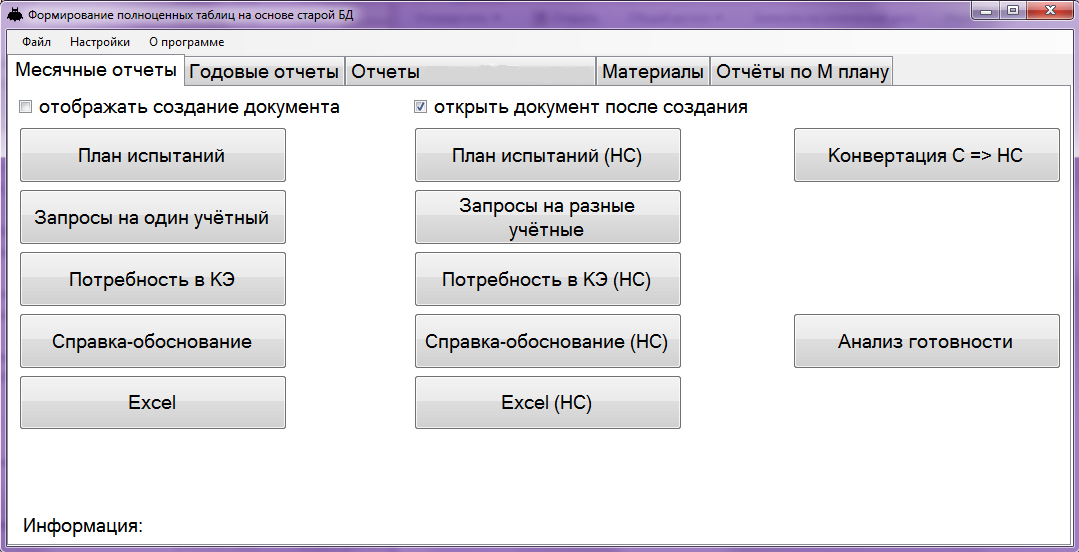 Формирование полноценных таблиц на основе старой БД
Файл Настройки О программе
Месячные отчеты Годовые отчеты Отчеты Материалы Отчёты по М плану
отображать создание документа открыть документ после создания
План испытаний План испытаний (НС) Конвертация С => НС
Запросы на один учётный Запросы на разные
учётные
Потребность в КЭ Потребность в КЭ (НС)
Справка-обоснование Справка-обоснование (НС) Анализ готовности
Excel Excel (НС)
Информация: